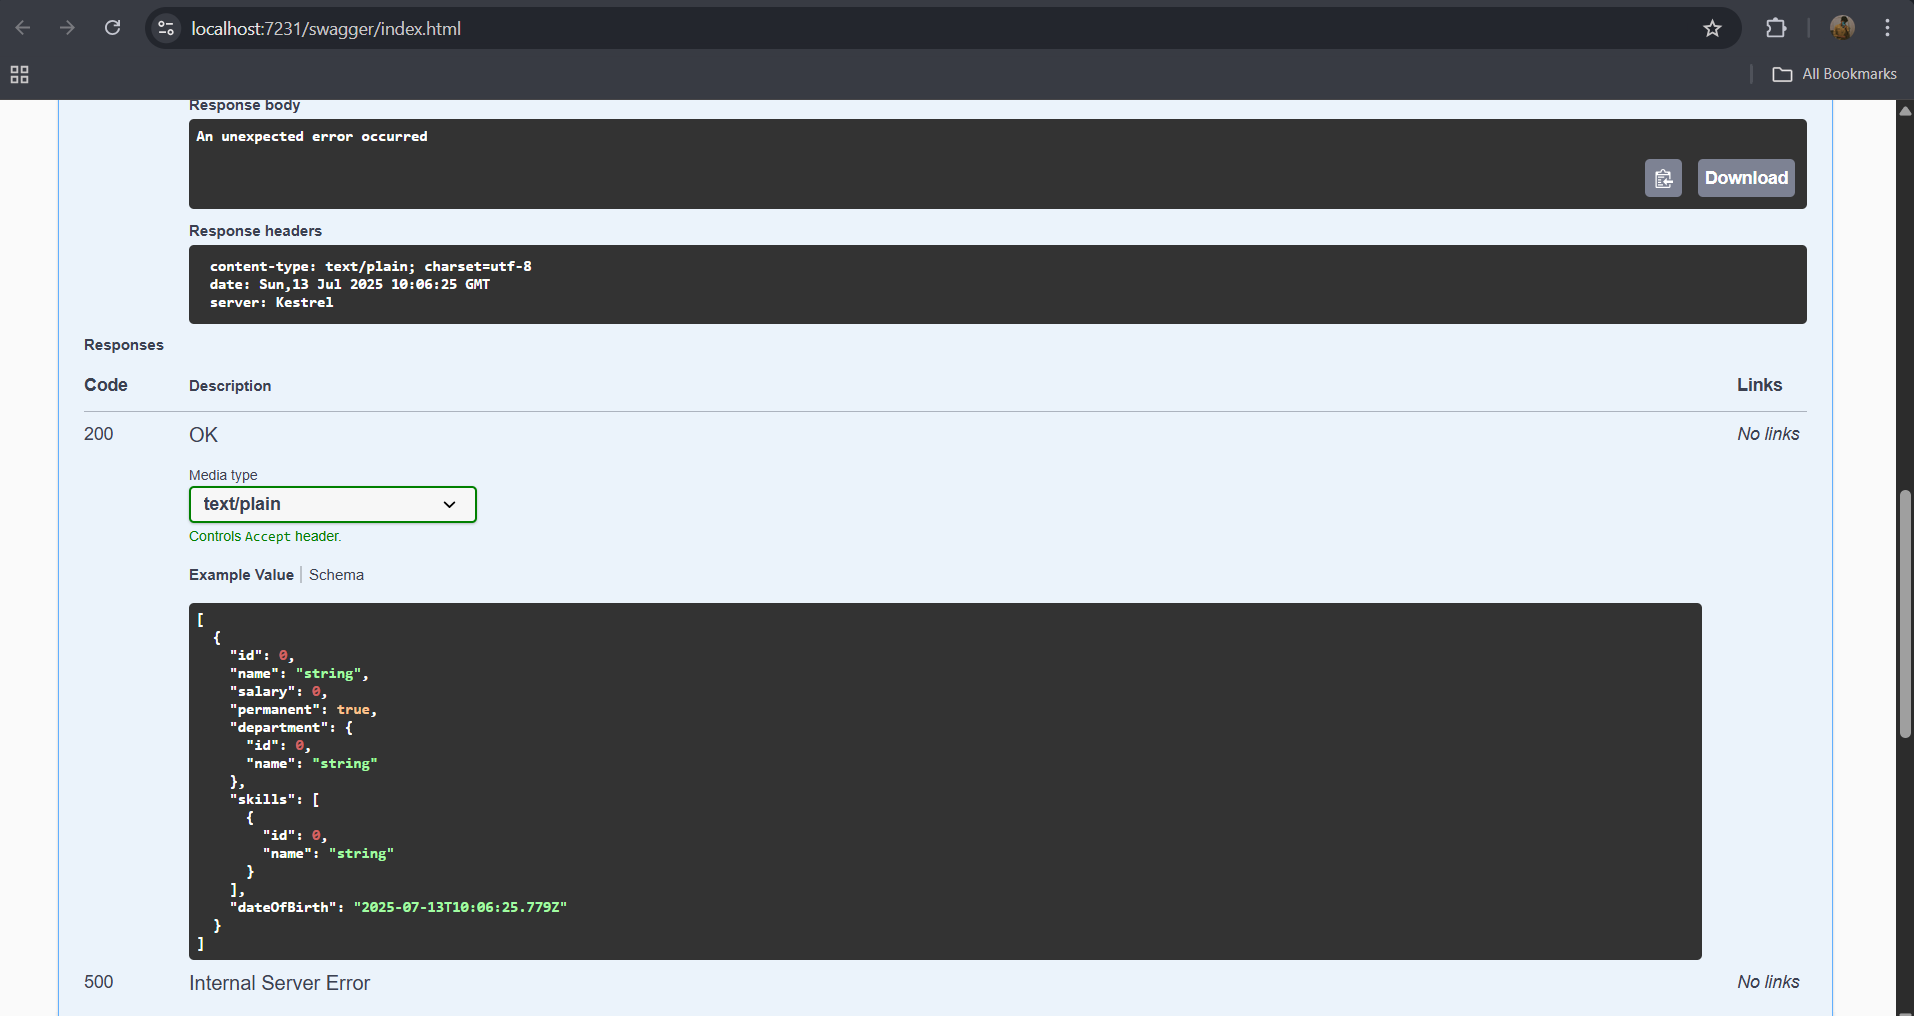 localhost:7231/swagger/index.html
All Bookmarks
Response body
An unexpected error occurred
Download
Response headers
content-type: text/plain; charset=utf-8
date: Sun,13 Jul 2025 10:06:25 GMT
server: Kestrel
Responses
Code Description Links
200 OK No links
Media type
text/plain
Controls Accept header.
Example Value Schema
[
  {
    "id": 0,
    "name": "string",
    "salary": 0,
    "permanent": true,
    "department": {
      "id": 0,
      "name": "string"
    },
    "skills": [
      {
        "id": 0,
        "name": "string"
      }
    ],
    "dateOfBirth": "2025-07-13T10:06:25.779Z"
  }
]
500 Internal Server Error No links